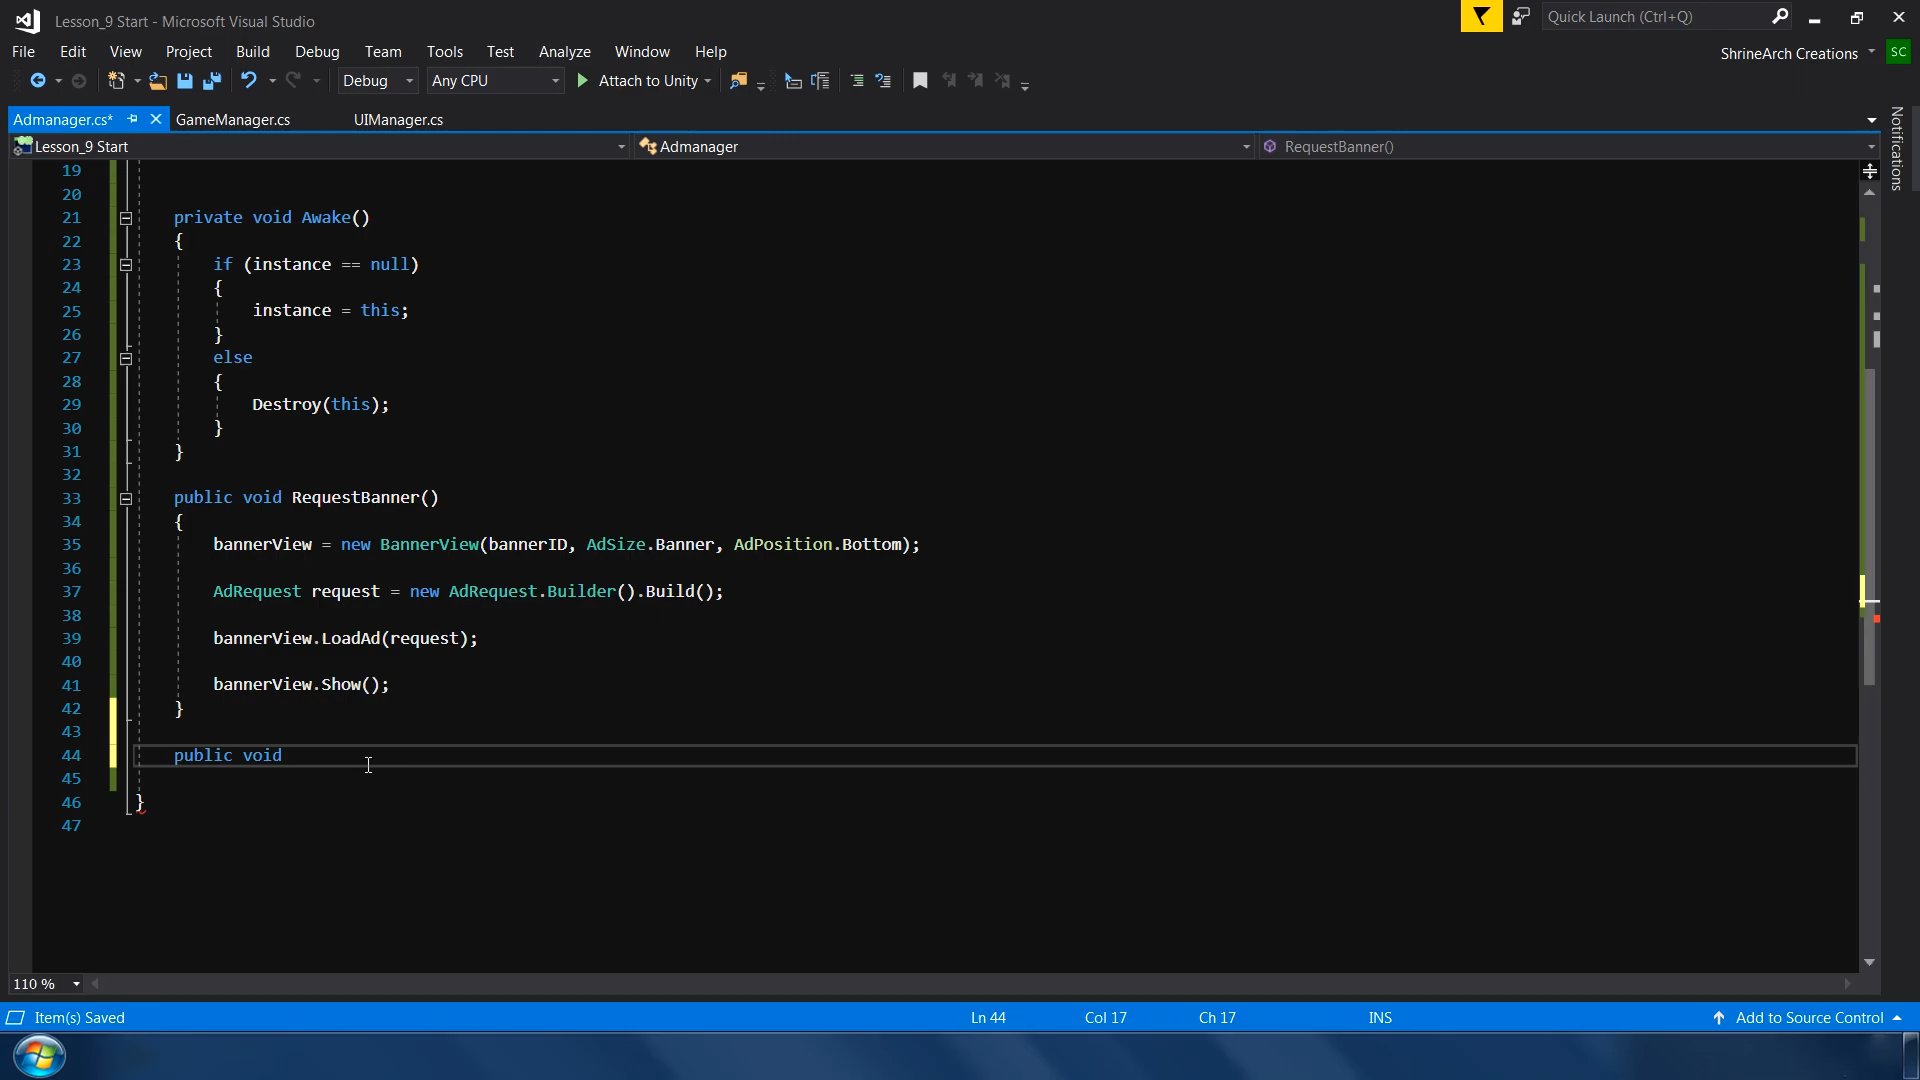 Lesson_9 Start - Microsoft Visual Studio
Quick Launch (Ctrl+Q)
File Edit View Project Build Debug Team Tools Test Analyze Window Help
ShrineArch Creations SC
Debug Any CPU Attach to Unity
Admanager.cs* GameManager.cs UIManager.cs
Lesson_9 Start Admanager RequestBanner()
Notifications
19
20
21 private void Awake()
22 {
23 if (instance == null)
24 {
25 instance = this;
26 }
27 else
28 {
29 Destroy(this);
30 }
31 }
32
33 public void RequestBanner()
34 {
35 bannerView = new BannerView(bannerID, AdSize.Banner, AdPosition.Bottom);
36
37 AdRequest request = new AdRequest.Builder().Build();
38
39 bannerView.LoadAd(request);
40
41 bannerView.Show();
42 }
43
44 public void
45
46 }
47
110 %
Item(s) Saved Ln 44 Col 17 Ch 17 INS Add to Source Control